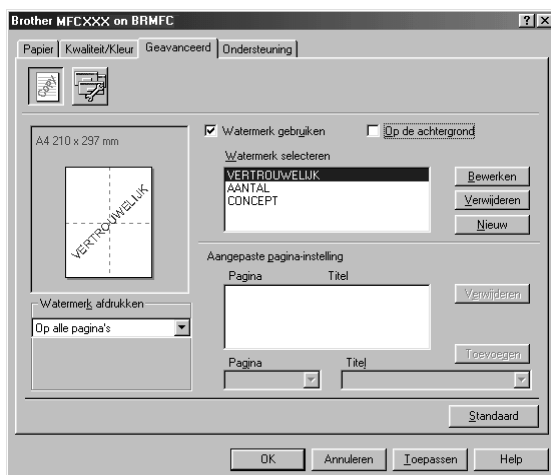 Brother MFCXXX on BRMFC
Papier Kwaliteit/Kleur Geavanceerd Ondersteuning
COPY
A4 210 x 297 mm
VERTROUWELIJK
Watermerk afdrukken
Op alle pagina's
Watermerk gebruiken Op de achtergrond
Watermerk selecteren
VERTROUWELIJK
AANTAL
CONCEPT
Bewerken
Verwijderen
Nieuw
Aangepaste pagina-instelling
Pagina Titel
Verwijderen
Toevoegen
Pagina Titel
Standaard
OK Annuleren Toepassen Help